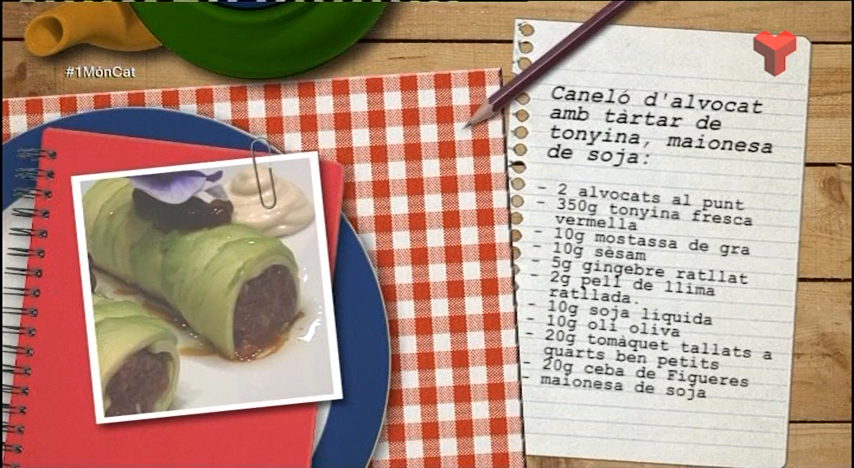 #1MónCat
Caneló d'alvocat
amb tàrtar de
tonyina, maionesa
de soja:
- 2 alvocats al punt
- 350g tonyina fresca
vermella
- 10g mostassa de gra
- 10g sèsam
- 5g gingebre ratllat
- 2g pell de llima
ratllada.
- 10g soja líquida
- 10g oli oliva
- 20g tomàquet tallats a
quarts ben petits
- 20g ceba de Figueres
- maionesa de soja